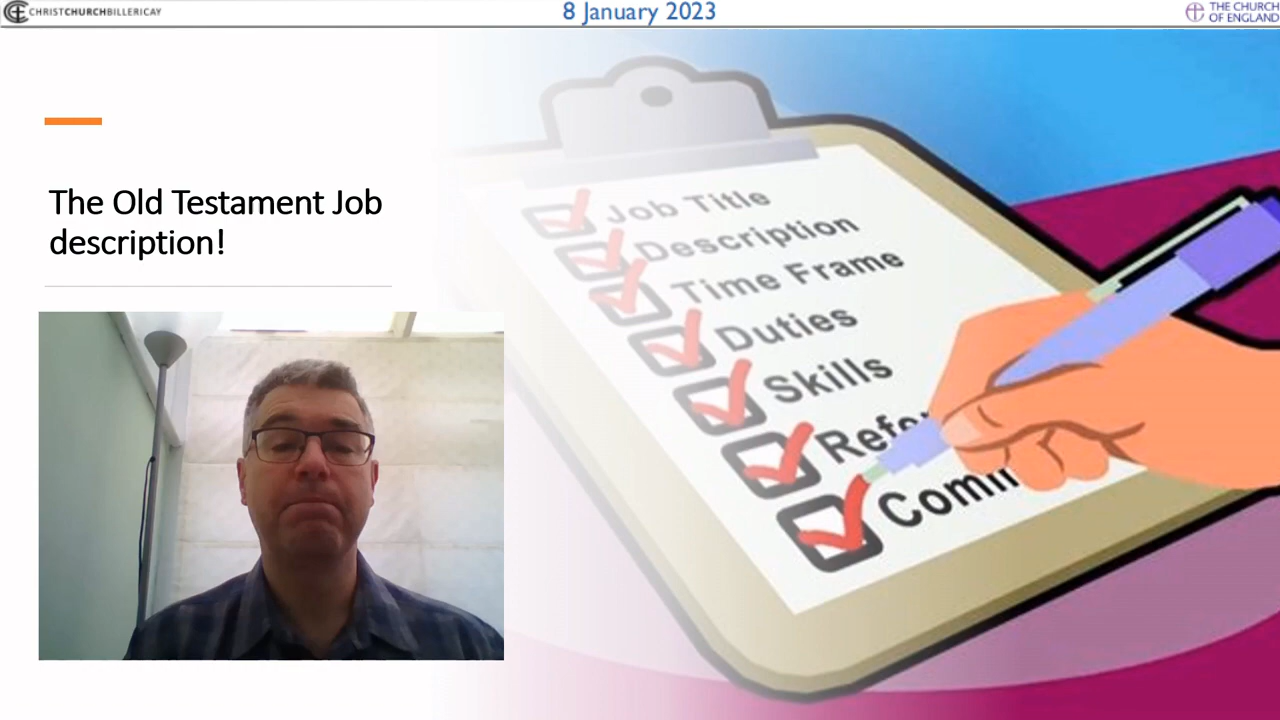 CHRISTCHURCHBILLERICAY
8 January 2023
THE CHURCH
OF ENGLAND
The Old Testament Job
description!
Job Title
Description
Time Frame
Duties
Skills